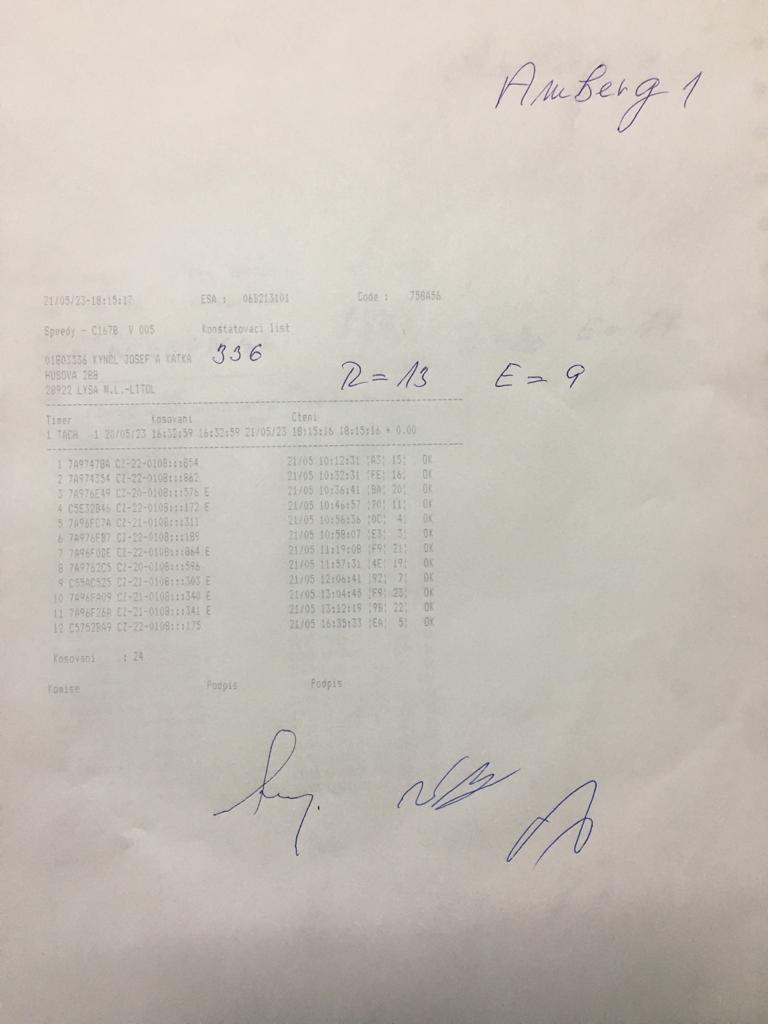 Amberg 1
21/05/23-18:15:17 ESA : 06B213101 Code : 758A56
Speedy - C167B V 005 Konstatovaci list
01803336 KYNCL JOSEF A KATKA 336
HUSOVA 288 R = 13 E = 9
28922 LYSA N.L.-LITOL
Timer Kosovani Cteni
1 TACH 1 20/05/23 16:32:59 16:32:59 21/05/23 18:15:16 18:15:16 + 0.00
1 7A9747BA CZ-22-0108:::854 21/05 10:12:31 |A3| 15| OK
2 7A974354 CZ-22-0108:::862 21/05 10:32:31 |FE| 16| OK
3 7A976E49 CZ-20-0108:::576 E 21/05 10:36:41 |BA| 20| OK
4 C5E32B46 CZ-22-0108:::172 E 21/05 10:46:57 |70| 11| OK
5 7A96FC7A CZ-21-0108:::311 21/05 10:56:36 |0C| 4| OK
6 7A976FB7 CZ-22-0108:::189 21/05 10:58:07 |E3| 3| OK
7 7A96F0DE CZ-22-0108:::864 E 21/05 11:19:08 |F9| 21| OK
8 7A9762C5 CZ-20-0108:::596 21/05 11:57:31 |4E| 19| OK
9 C55AC525 CZ-21-0108:::303 E 21/05 12:06:41 |92| 7| OK
10 7A96FA09 CZ-21-0108:::340 E 21/05 13:04:45 |F9| 23| OK
11 7A96F26A CZ-21-0108:::341 E 21/05 13:12:19 |9B| 22| OK
12 C5752BA9 CZ-22-0108:::175 21/05 16:35:33 |EA| 5| OK
Kosovani : 24
Komise Podpis Podpis